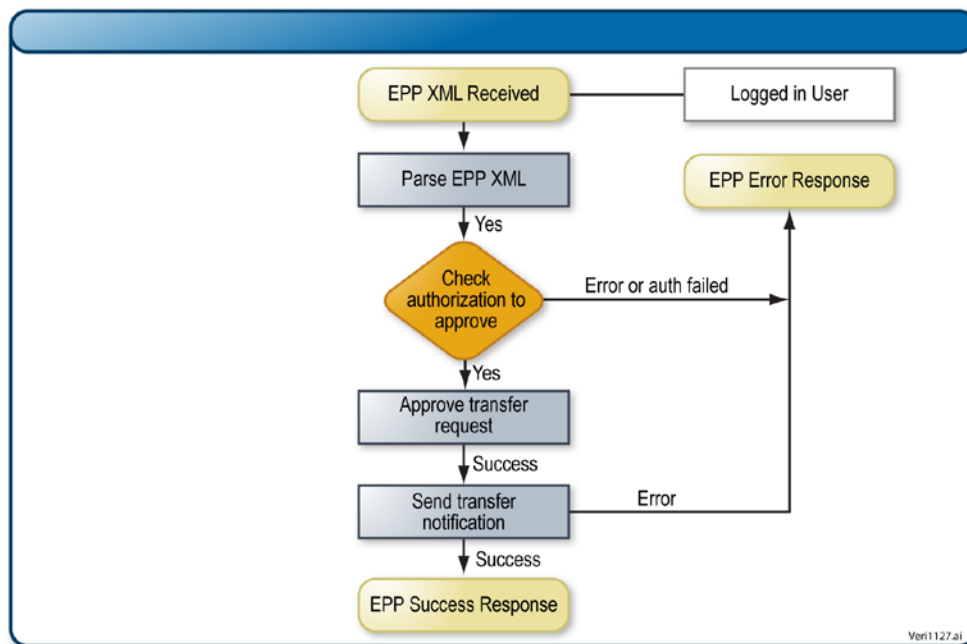 EPP XML Received
Logged in User
Parse EPP XML
EPP Error Response
Yes
Check
authorization to
approve
Error or auth failed
Yes
Approve transfer
request
Success
Send transfer
notification
Error
Success
EPP Success Response
Veri1127.ai